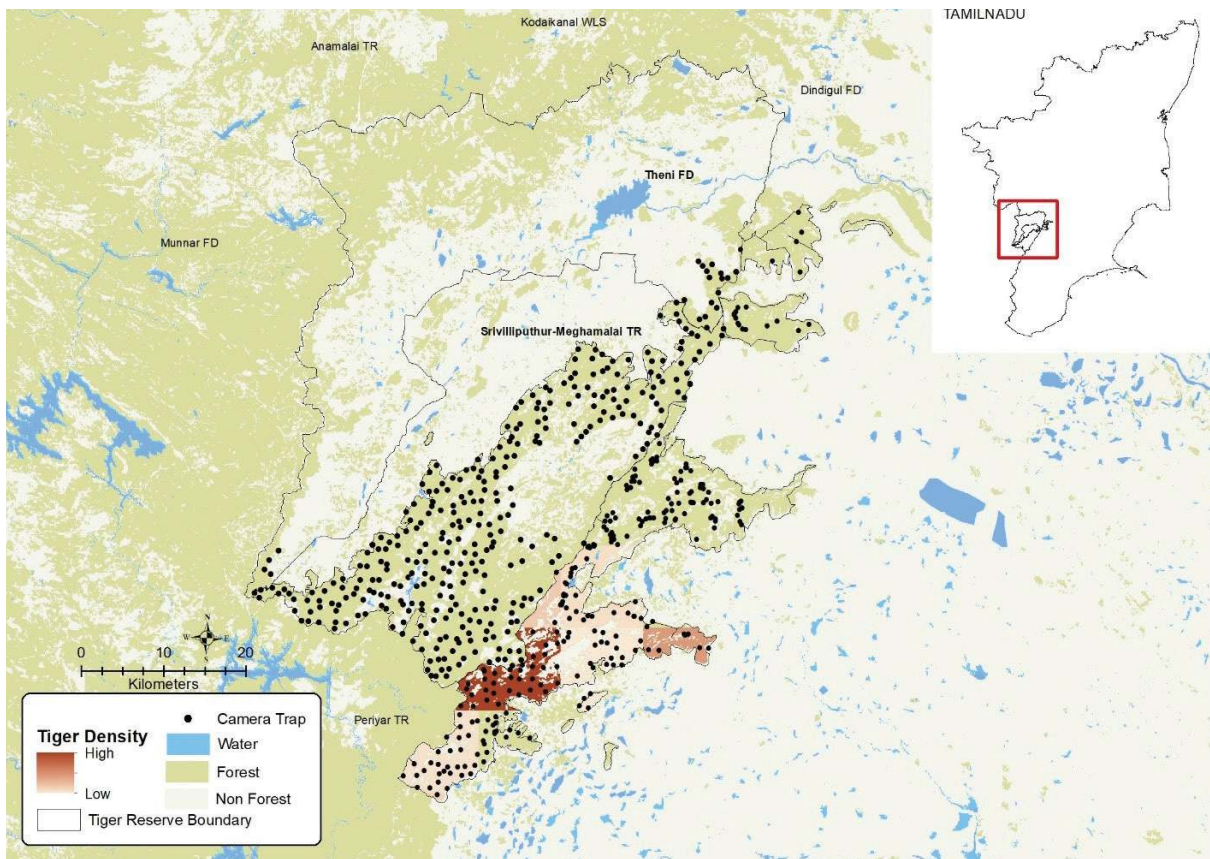 Kodaikanal WLS
TAMILNADU
Anamalai TR
Dindigul FD
Theni FD
Munnar FD
Srivilliputhur-Meghamalai TR
N
W
E
S
0
10
20
Kilometers
Periyar TR
Tiger Density
High
Low
Camera Trap
Water
Forest
Non Forest
Tiger Reserve Boundary